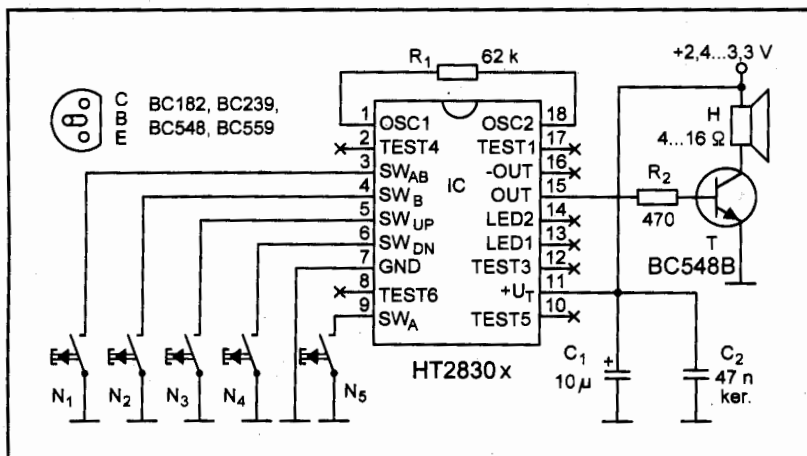 C BC182, BC239,
B BC548, BC559
E
R1 62 k
+2,4...3,3 V
H
4...16 Ω
1 OSC1
2 TEST4
3 SWAB
4 SWB
5 SWUP
6 SWDN
7 GND
8 TEST6
9 SWA
iC
18 OSC2
17 TEST1
16 -OUT
15 OUT
14 LED2
13 LED1
12 TEST3
11 +UT
10 TEST5
HT2830x
R2
470
T
BC548B
N1 N2 N3 N4 N5
C1 +
10 µ
C2
47 n
ker.